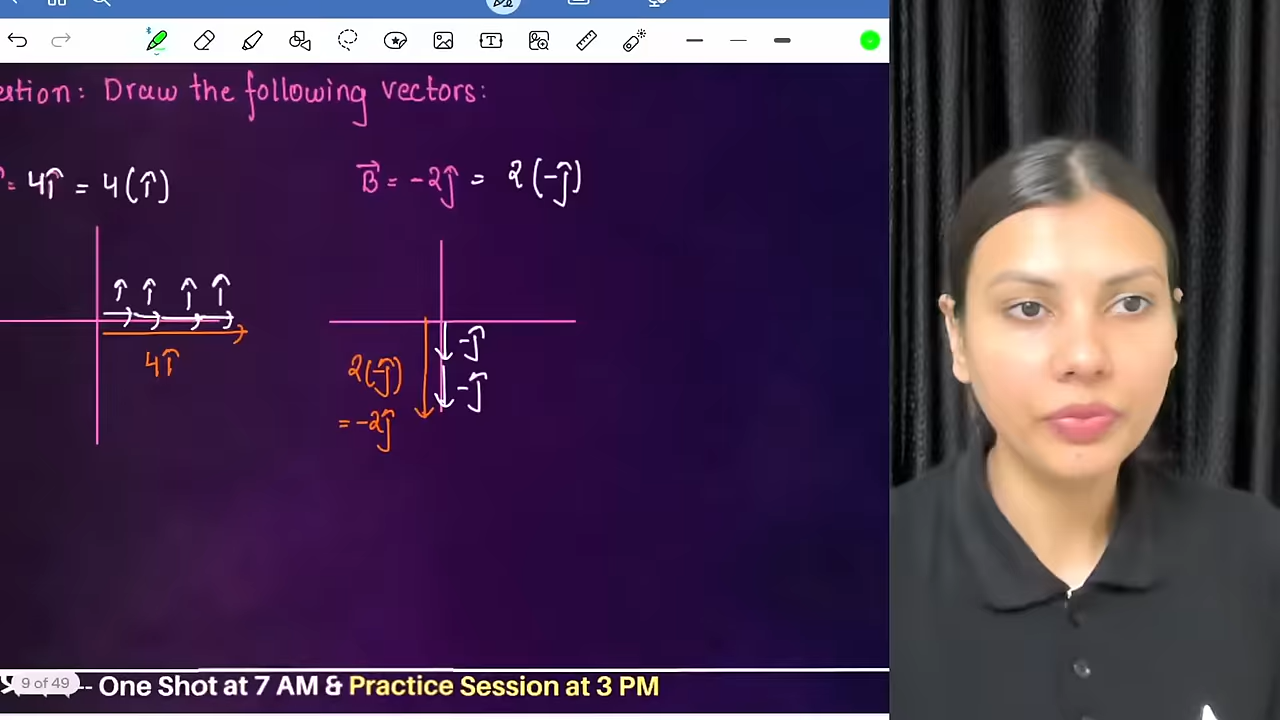 estion: Draw the following vectors:
= 4î = 4(î)
B⃗ = -2ĵ = 2(-ĵ)
î î î î
4î
-ĵ
-ĵ
2(-ĵ)
= -2ĵ
9 of 49
-- One Shot at 7 AM & Practice Session at 3 PM